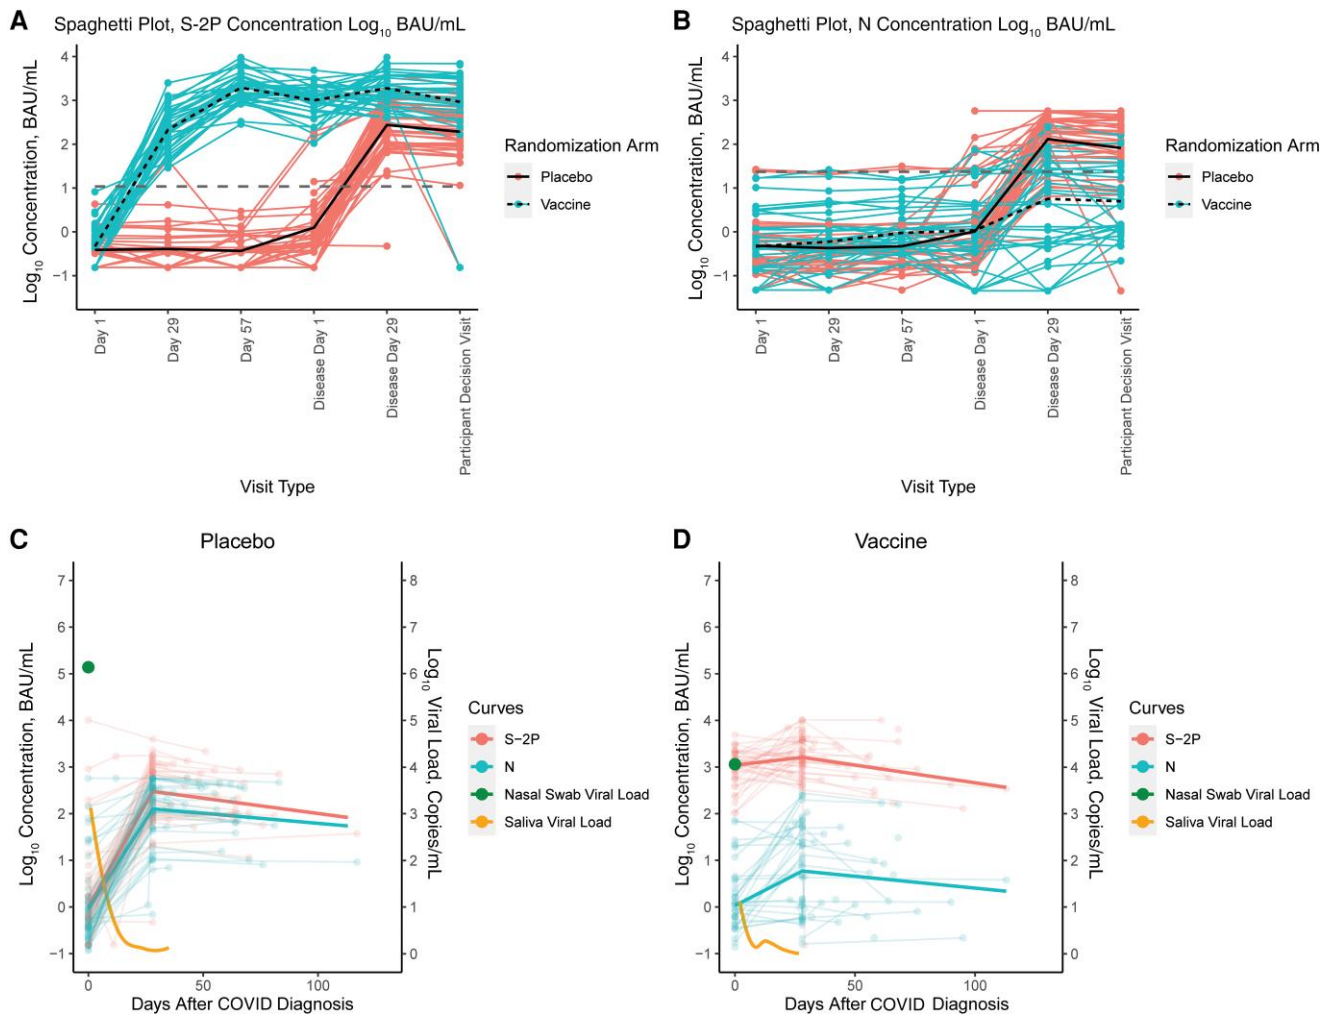 A Spaghetti Plot, S-2P Concentration Log10 BAU/mL
Log10 Concentration, BAU/mL
4
3
2
1
0
−1
Day 1
Day 29
Day 57
Disease Day 1
Disease Day 29
Participant Decision Visit
Visit Type
Randomization Arm
Placebo
Vaccine
B Spaghetti Plot, N Concentration Log10 BAU/mL
Log10 Concentration, BAU/mL
4
3
2
1
0
−1
Day 1
Day 29
Day 57
Disease Day 1
Disease Day 29
Participant Decision Visit
Visit Type
Randomization Arm
Placebo
Vaccine
C Placebo
Log10 Concentration, BAU/mL
7
6
5
4
3
2
1
0
−1
8
7
6
5
4
3
2
1
0
Log10 Viral Load, Copies/mL
0 50 100
Days After COVID Diagnosis
Curves
S−2P
N
Nasal Swab Viral Load
Saliva Viral Load
D Vaccine
Log10 Concentration, BAU/mL
7
6
5
4
3
2
1
0
−1
8
7
6
5
4
3
2
1
0
Log10 Viral Load, Copies/mL
0 50 100
Days After COVID Diagnosis
Curves
S−2P
N
Nasal Swab Viral Load
Saliva Viral Load